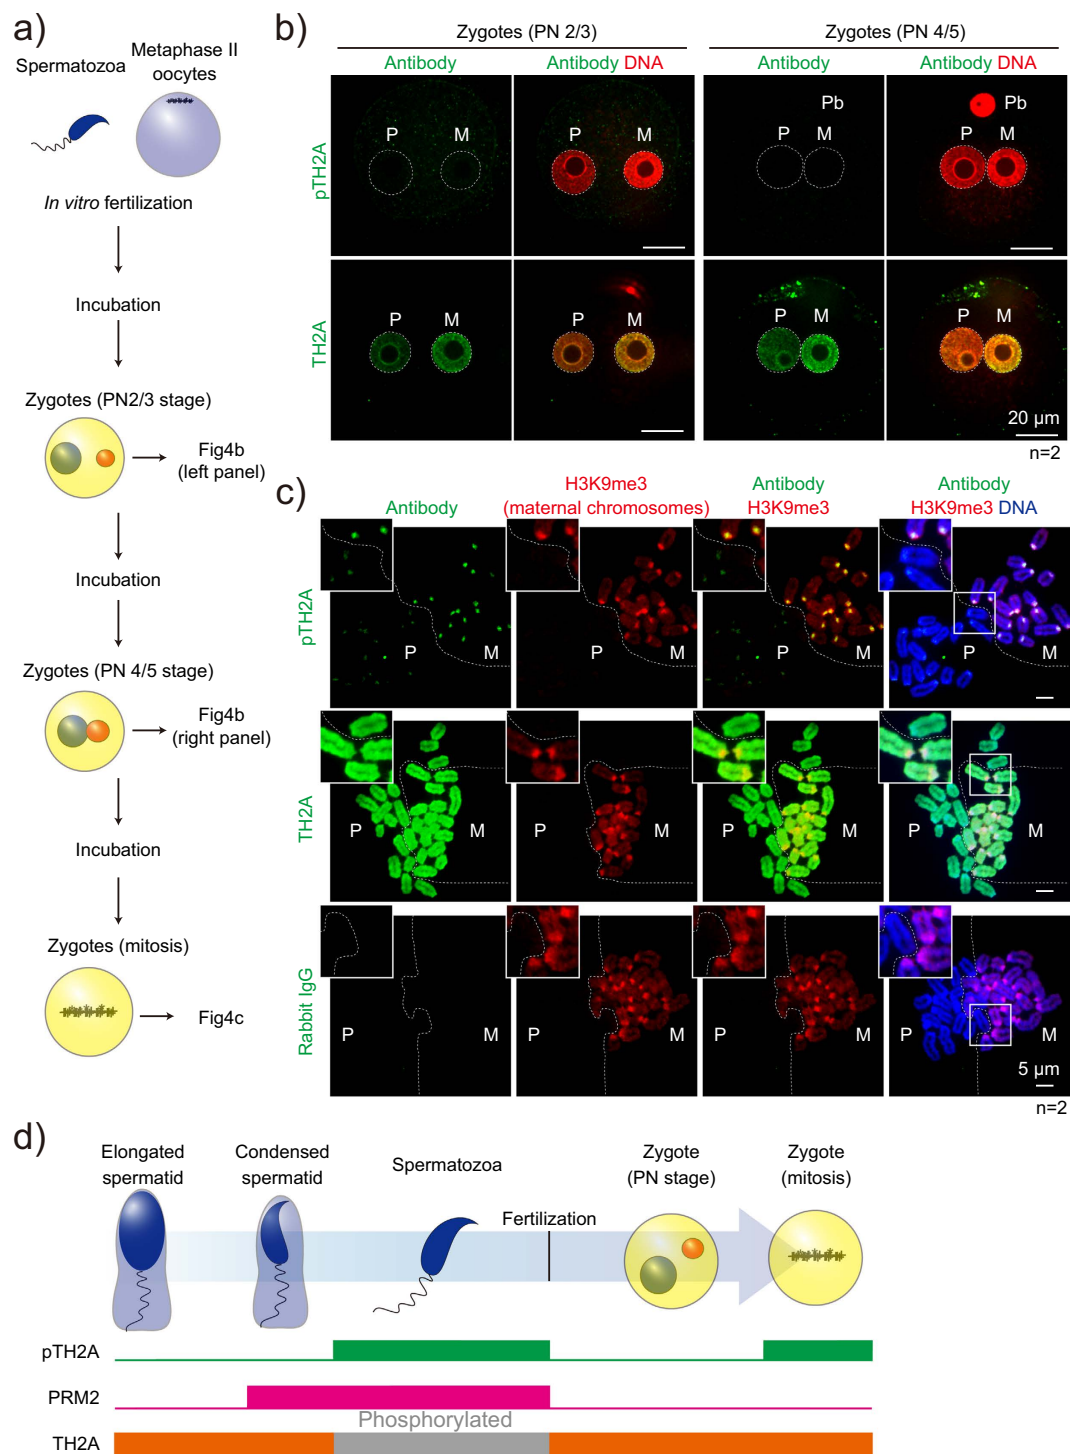 a)
Spermatozoa
Metaphase II
oocytes
In vitro fertilization
Incubation
Zygotes (PN2/3 stage)
Fig4b
(left panel)
Incubation
Zygotes (PN 4/5 stage)
Fig4b
(right panel)
Incubation
Zygotes (mitosis)
Fig4c
b)
Zygotes (PN 2/3)
Zygotes (PN 4/5)
Antibody
Antibody DNA
Antibody
Antibody DNA
pTH2A
P M
P M
Pb
P M
Pb
P M
TH2A
P M
P M
P M
P M
20 μm
n=2
c)
Antibody
H3K9me3
(maternal chromosomes)
Antibody
H3K9me3
Antibody
H3K9me3 DNA
pTH2A
P M
P M
P M
P M
TH2A
P M
P M
P M
P M
Rabbit IgG
P M
P M
P M
P M
5 μm
n=2
d)
Elongated
spermatid
Condensed
spermatid
Spermatozoa
Fertilization
Zygote
(PN stage)
Zygote
(mitosis)
pTH2A
PRM2
Phosphorylated
TH2A